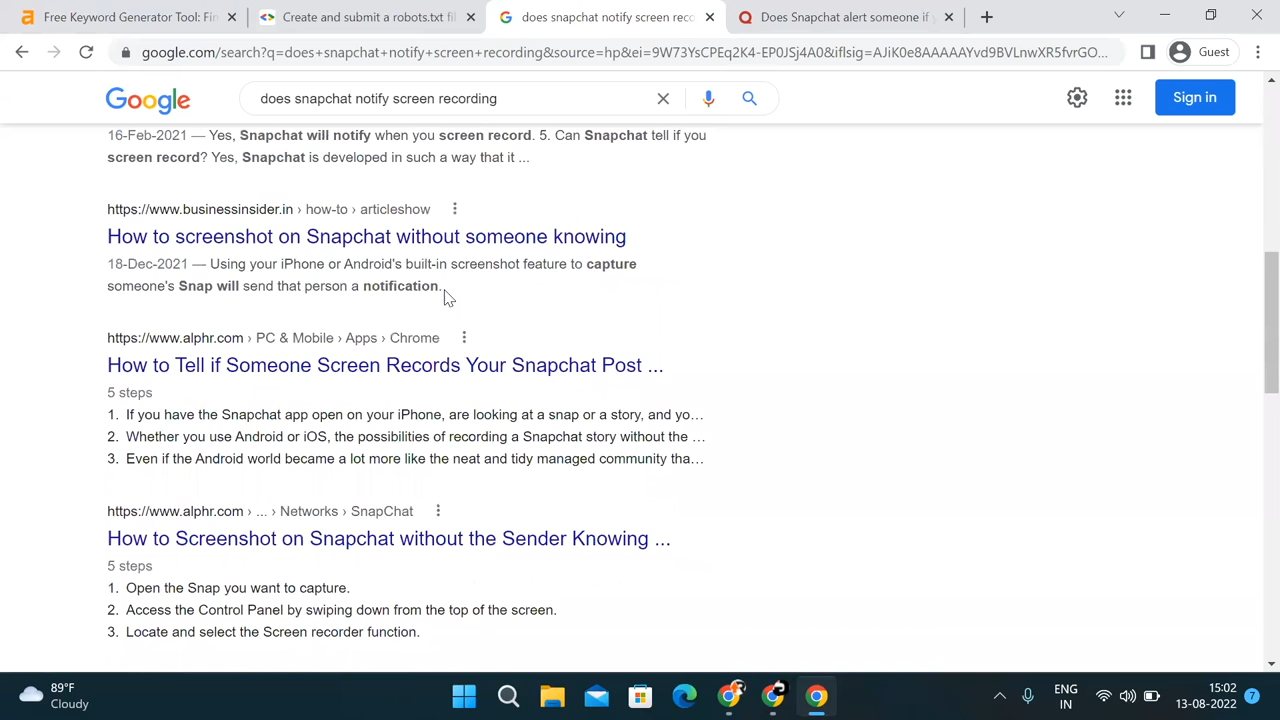 Free Keyword Generator Tool: Fin
Create and submit a robots.txt fil
does snapchat notify screen reco
Does Snapchat alert someone if y
google.com/search?q=does+snapchat+notify+screen+recording&source=hp&ei=9W73YsCPEq2K4-EP0JSj4A0&iflsig=AJiK0e8AAAAAYvd9BVLnwXR5fvrGO...
Guest
Google
does snapchat notify screen recording
Sign in
16-Feb-2021 — Yes, Snapchat will notify when you screen record. 5. Can Snapchat tell if you
screen record? Yes, Snapchat is developed in such a way that it ...
https://www.businessinsider.in › how-to › articleshow
How to screenshot on Snapchat without someone knowing
18-Dec-2021 — Using your iPhone or Android's built-in screenshot feature to capture
someone's Snap will send that person a notification.
https://www.alphr.com › PC & Mobile › Apps › Chrome
How to Tell if Someone Screen Records Your Snapchat Post ...
5 steps
1. If you have the Snapchat app open on your iPhone, are looking at a snap or a story, and yo...
2. Whether you use Android or iOS, the possibilities of recording a Snapchat story without the ...
3. Even if the Android world became a lot more like the neat and tidy managed community tha...
https://www.alphr.com › ... › Networks › SnapChat
How to Screenshot on Snapchat without the Sender Knowing ...
5 steps
1. Open the Snap you want to capture.
2. Access the Control Panel by swiping down from the top of the screen.
3. Locate and select the Screen recorder function.
89°F
Cloudy
ENG
IN
15:02
13-08-2022
7